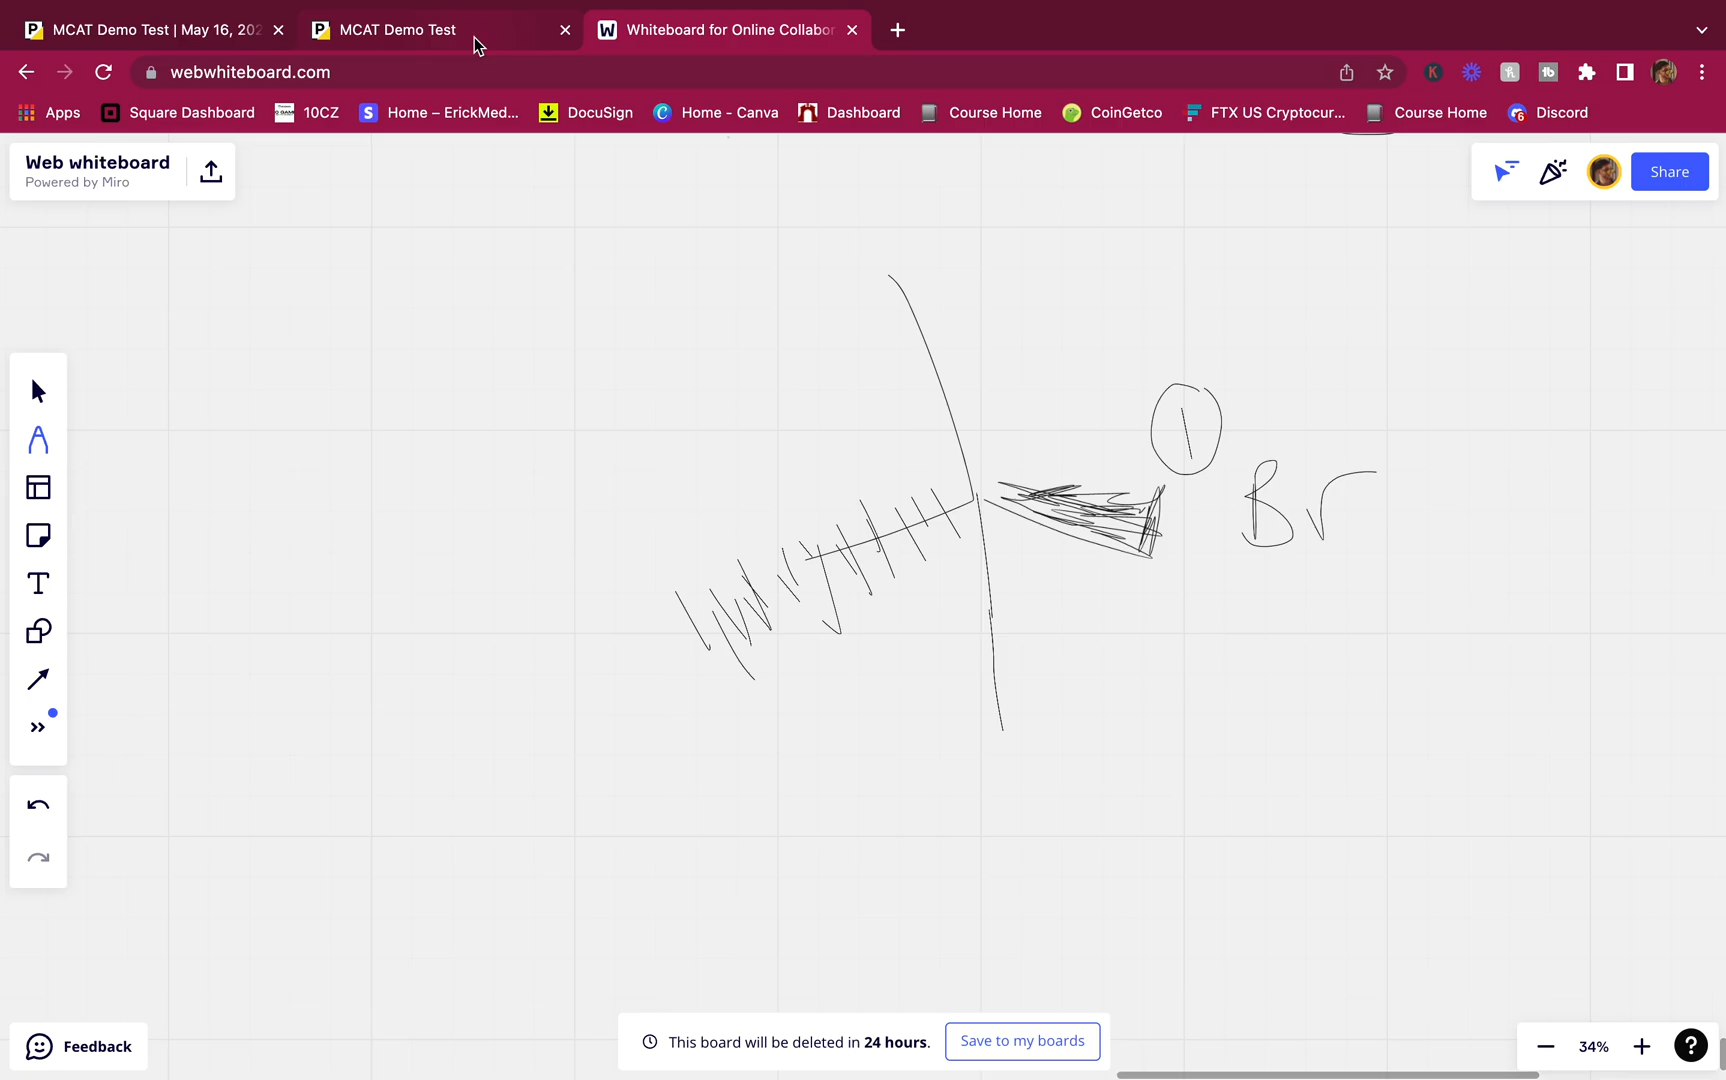 MCAT Demo Test | May 16, 202
MCAT Demo Test
Whiteboard for Online Collabor
webwhiteboard.com
Apps
Square Dashboard
10CZ
Home – ErickMed...
DocuSign
Home - Canva
Dashboard
Course Home
CoinGetco
FTX US Cryptocur...
Course Home
Discord
Web whiteboard
Powered by Miro
Share
1
Br
Feedback
This board will be deleted in 24 hours.
Save to my boards
34%